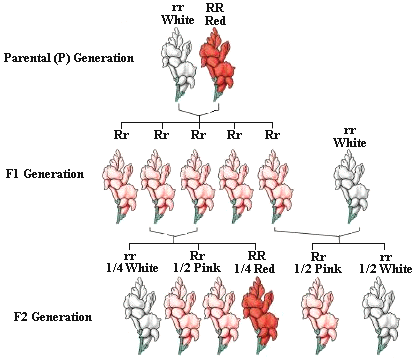 rr RR
White Red
Parental (P) Generation
Rr Rr Rr Rr Rr
rr
White
F1 Generation
rr Rr RR Rr rr
1/4 White 1/2 Pink 1/4 Red 1/2 Pink 1/2 White
F2 Generation